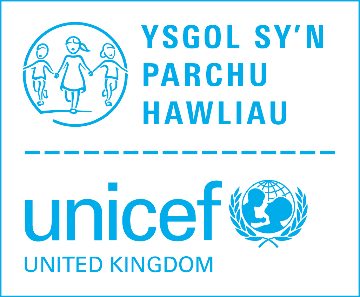 YSGOL SY'N
PARCHU
HAWLIAU
unicef
UNITED KINGDOM